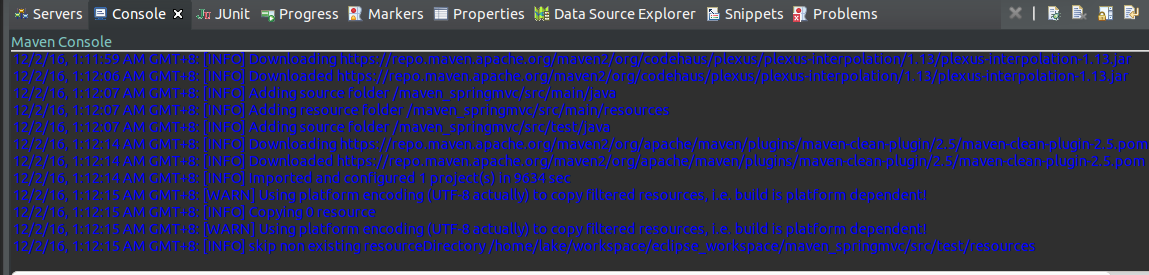 Servers Console JUnit Progress Markers Properties Data Source Explorer Snippets Problems
Maven Console
12/2/16, 1:11:59 AM GMT+8: [INFO] Downloading https://repo.maven.apache.org/maven2/org/codehaus/plexus/plexus-interpolation/1.13/plexus-interpolation-1.13.jar
12/2/16, 1:12:06 AM GMT+8: [INFO] Downloaded https://repo.maven.apache.org/maven2/org/codehaus/plexus/plexus-interpolation/1.13/plexus-interpolation-1.13.jar
12/2/16, 1:12:07 AM GMT+8: [INFO] Adding source folder /maven_springmvc/src/main/java
12/2/16, 1:12:07 AM GMT+8: [INFO] Adding resource folder /maven_springmvc/src/main/resources
12/2/16, 1:12:07 AM GMT+8: [INFO] Adding source folder /maven_springmvc/src/test/java
12/2/16, 1:12:14 AM GMT+8: [INFO] Downloading https://repo.maven.apache.org/maven2/org/apache/maven/plugins/maven-clean-plugin/2.5/maven-clean-plugin-2.5.pom
12/2/16, 1:12:14 AM GMT+8: [INFO] Downloaded https://repo.maven.apache.org/maven2/org/apache/maven/plugins/maven-clean-plugin/2.5/maven-clean-plugin-2.5.pom
12/2/16, 1:12:14 AM GMT+8: [INFO] Imported and configured 1 project(s) in 9634 sec
12/2/16, 1:12:15 AM GMT+8: [WARN] Using platform encoding (UTF-8 actually) to copy filtered resources, i.e. build is platform dependent!
12/2/16, 1:12:15 AM GMT+8: [INFO] Copying 0 resource
12/2/16, 1:12:15 AM GMT+8: [WARN] Using platform encoding (UTF-8 actually) to copy filtered resources, i.e. build is platform dependent!
12/2/16, 1:12:15 AM GMT+8: [INFO] skip non existing resourceDirectory /home/lake/workspace/eclipse_workspace/maven_springmvc/src/test/resources